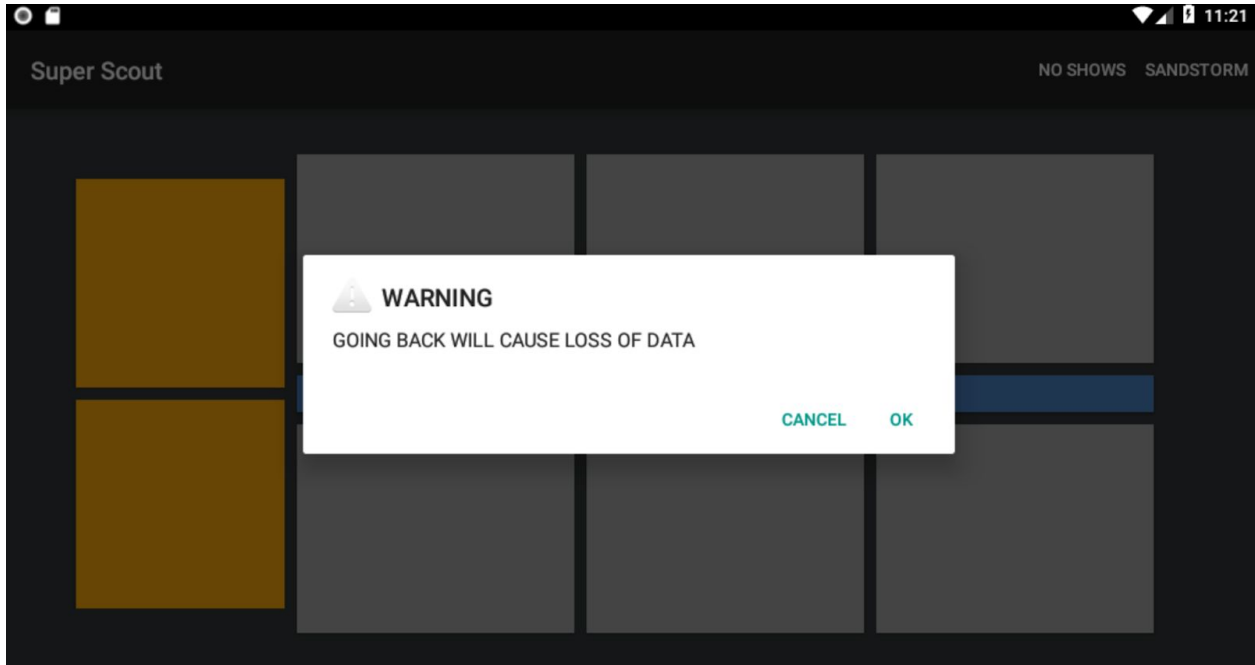 11:21
Super Scout
NO SHOWS SANDSTORM
WARNING
GOING BACK WILL CAUSE LOSS OF DATA
CANCEL OK